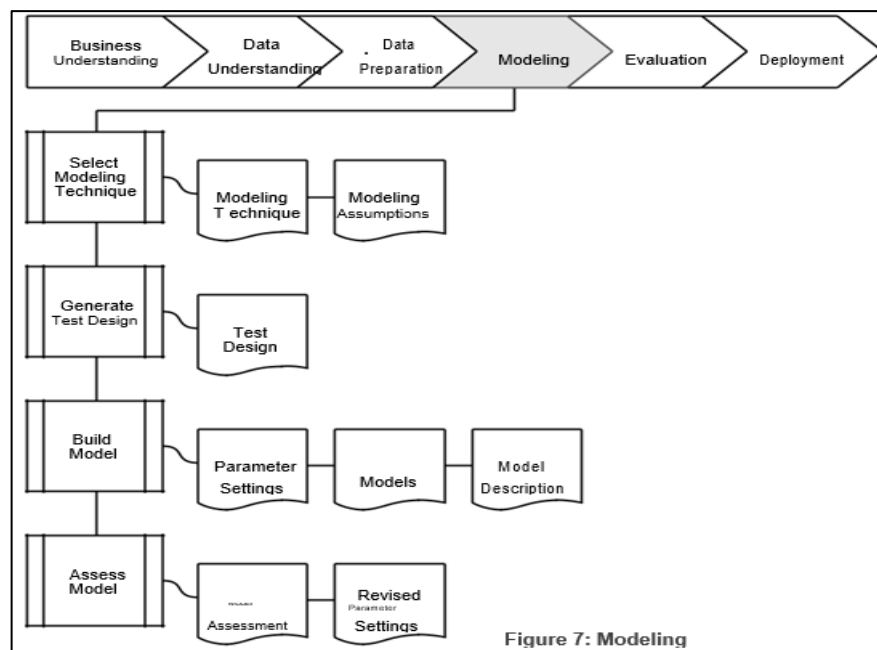 Business
Understanding
Data
Understanding
Data
Preparation
Modeling
Evaluation
Deployment
Select
Modeling
Technique
Modeling
T echnique
Modeling
Assumptions
Generate
Test Design
Test
Design
Build
Model
Parameter
Settings
Models
Model
Description
Assess
Model
Assessment
Revised
Parameter
Settings
Figure 7: Modeling